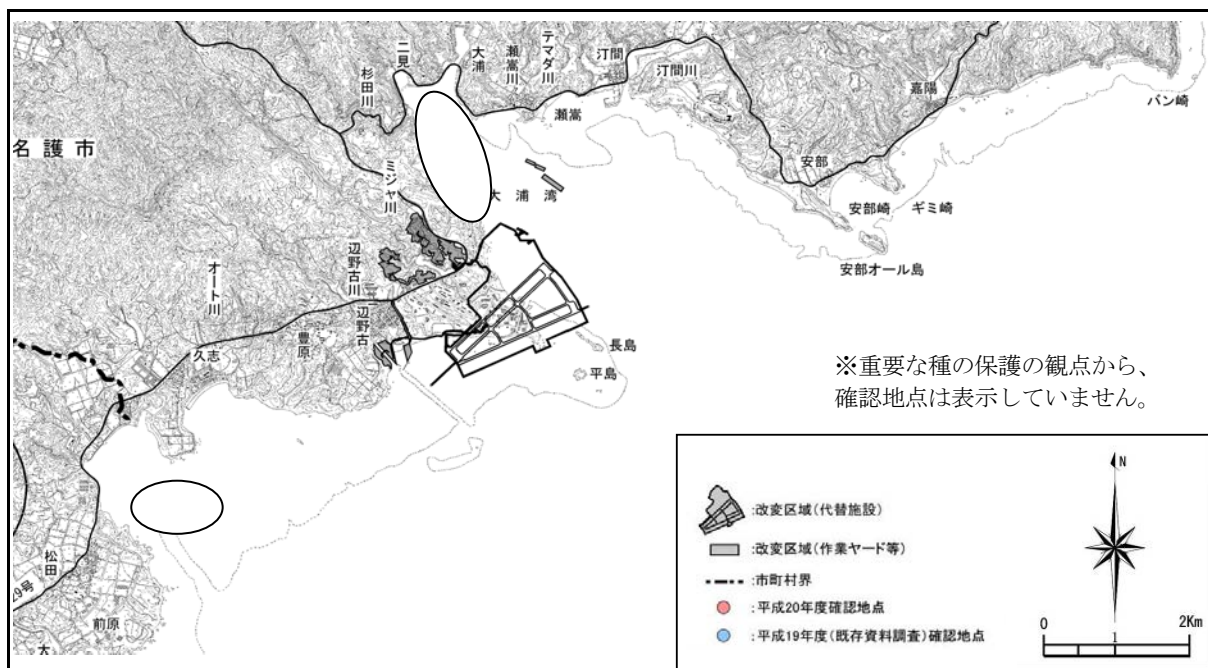 名護市
杉田川
二見
大浦
瀬嵩川
テマダ川
汀間
汀間川
瀬嵩
嘉陽
バン崎
安部
安部崎
ギミ崎
安部オール島
大浦湾
ミジャ川
辺野古川
辺野古
オート川
久志
豊原
長島
平島
松田
29号
前原
大
※重要な種の保護の観点から、
確認地点は表示していません。
:改変区域(代替施設)
:改変区域(作業ヤード等)
:市町村界
:平成20年度確認地点
:平成19年度(既存資料調査)確認地点
N
0 1 2Km